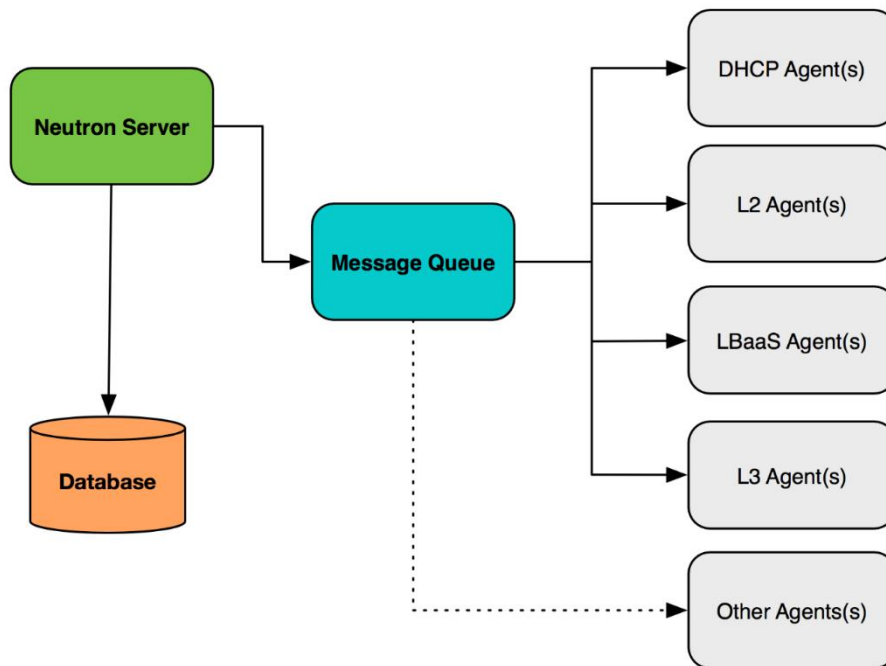 DHCP Agent(s)
Neutron Server
L2 Agent(s)
Message Queue
LBaaS Agent(s)
Database
L3 Agent(s)
Other Agents(s)